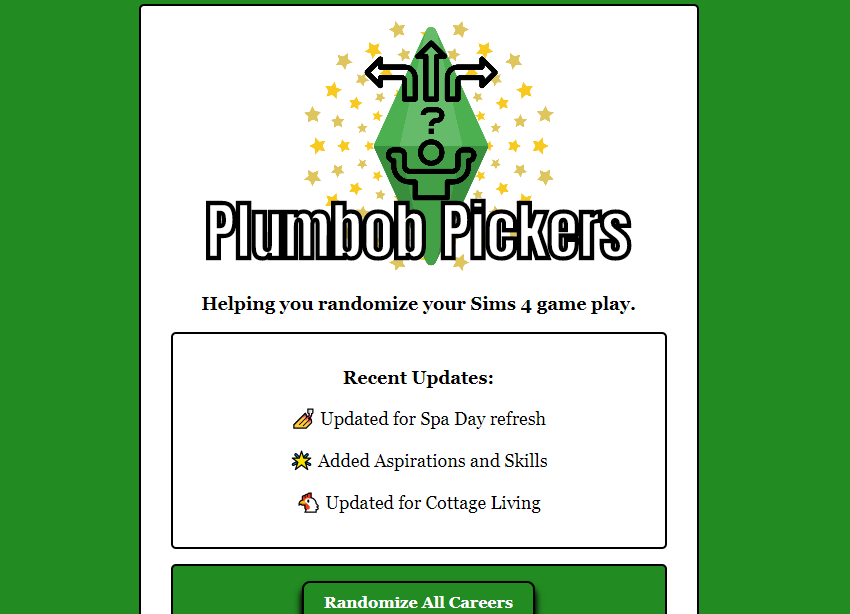 ?
Plumbob Pickers
Helping you randomize your Sims 4 game play.
Recent Updates:
💅 Updated for Spa Day refresh
🌟 Added Aspirations and Skills
🐔 Updated for Cottage Living
Randomize All Careers